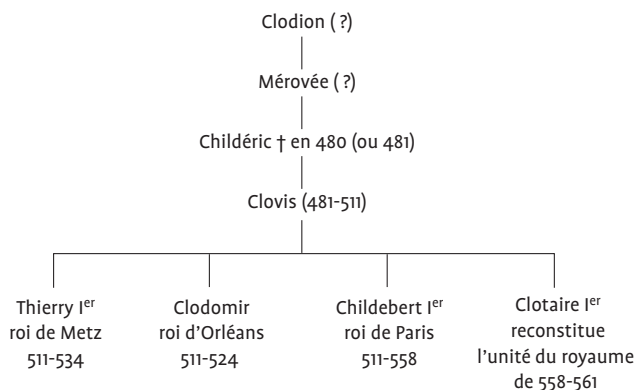 Clodion (?)
Mérovée (?)
Childéric † en 480 (ou 481)
Clovis (481-511)
Thierry Ier
roi de Metz
511-534
Clodomir
roi d'Orléans
511-524
Childebert Ier
roi de Paris
511-558
Clotaire Ier
reconstitue
l'unité du royaume
de 558-561